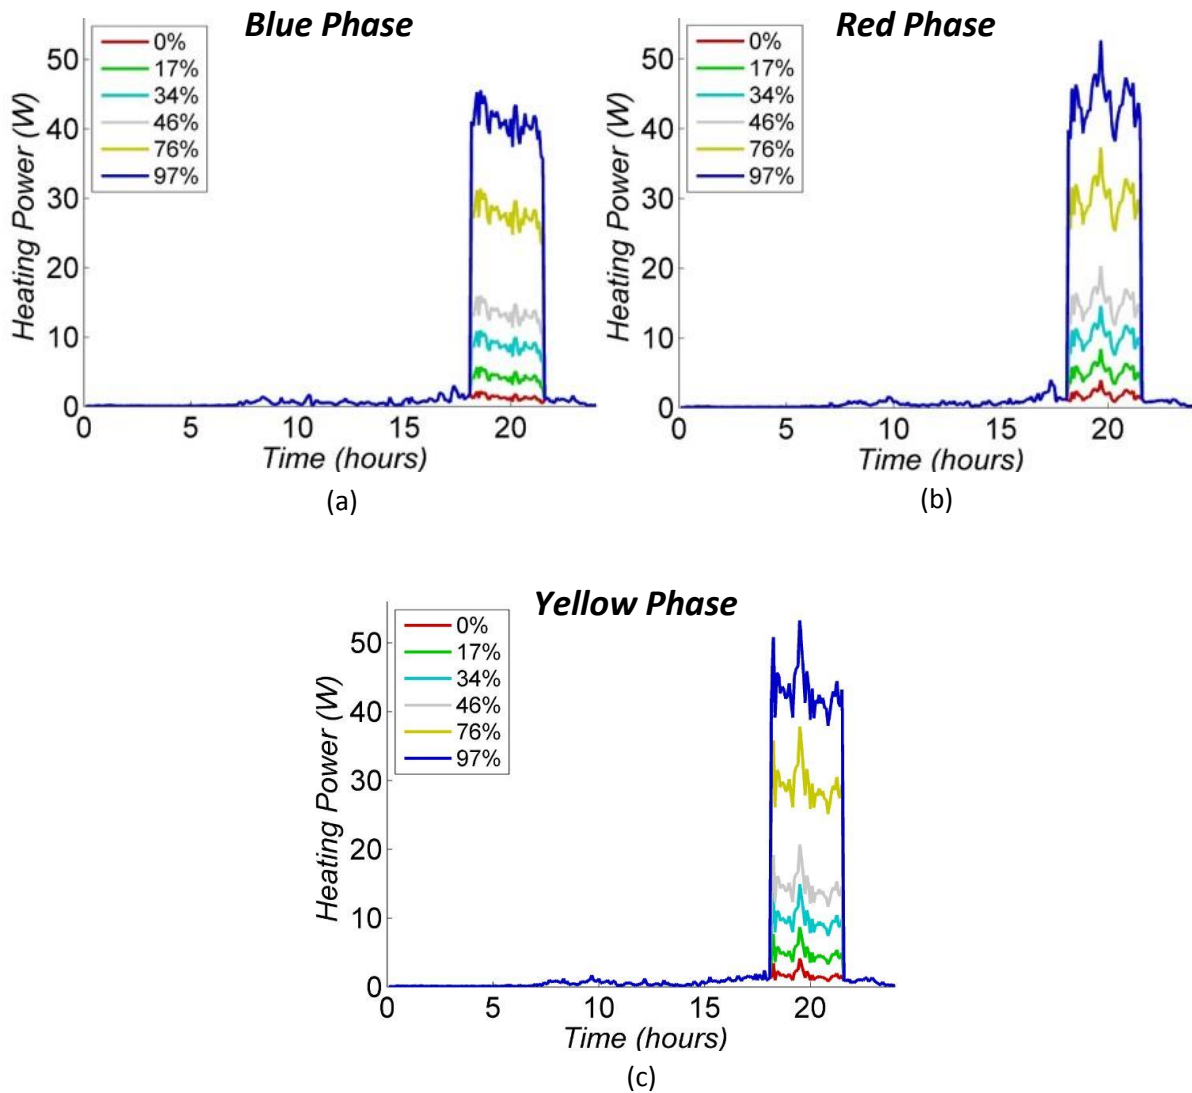 Blue Phase
0%
17%
34%
46%
76%
97%
Heating Power (W)
50
40
30
20
10
0
0 5 10 15 20
Time (hours)
(a)
Red Phase
0%
17%
34%
46%
76%
97%
Heating Power (W)
50
40
30
20
10
0
0 5 10 15 20
Time (hours)
(b)
Yellow Phase
0%
17%
34%
46%
76%
97%
Heating Power (W)
50
40
30
20
10
0
0 5 10 15 20
Time (hours)
(c)